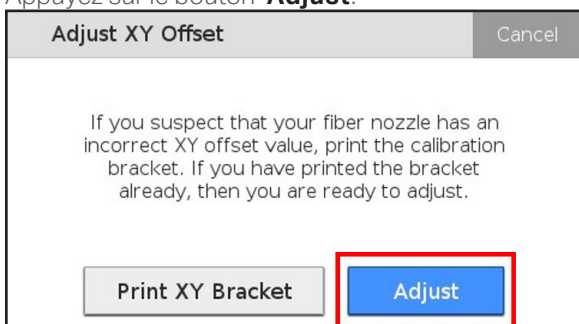 Appuyez sur le bouton "Adjust".
Adjust XY Offset
Cancel
If you suspect that your fiber nozzle has an
incorrect XY offset value, print the calibration
bracket. If you have printed the bracket
already, then you are ready to adjust.
Print XY Bracket
Adjust